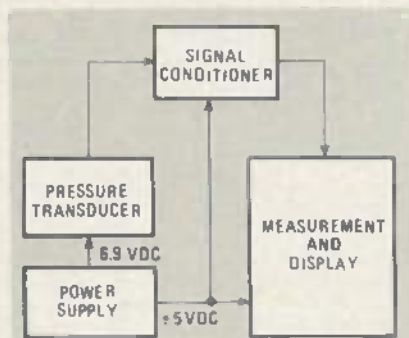 SIGNAL
CONDITIONER
PRESSURE
TRANSDUCER
6.9 VDC
MEASUREMENT
AND
DISPLAY
POWER
SUPPLY
±5VDC